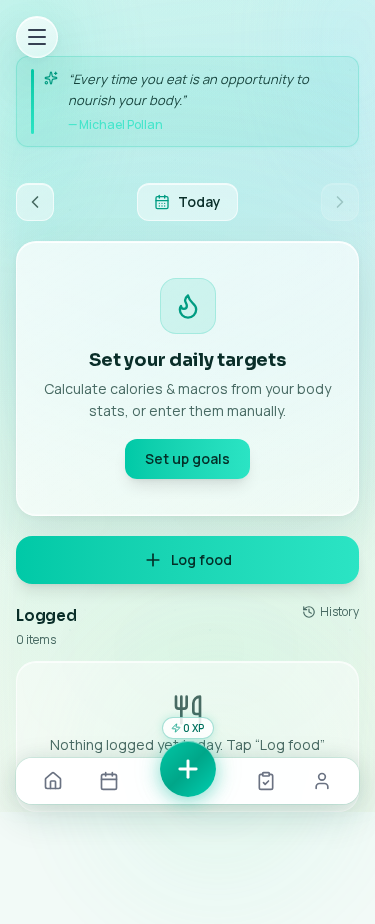 “Every time you eat is an opportunity to
nourish your body.”
— Michael Pollan
Today
Set your daily targets
Calculate calories & macros from your body
stats, or enter them manually.
Set up goals
Log food
Logged
History
0 items
0 XP
Nothing logged yet today. Tap “Log food”